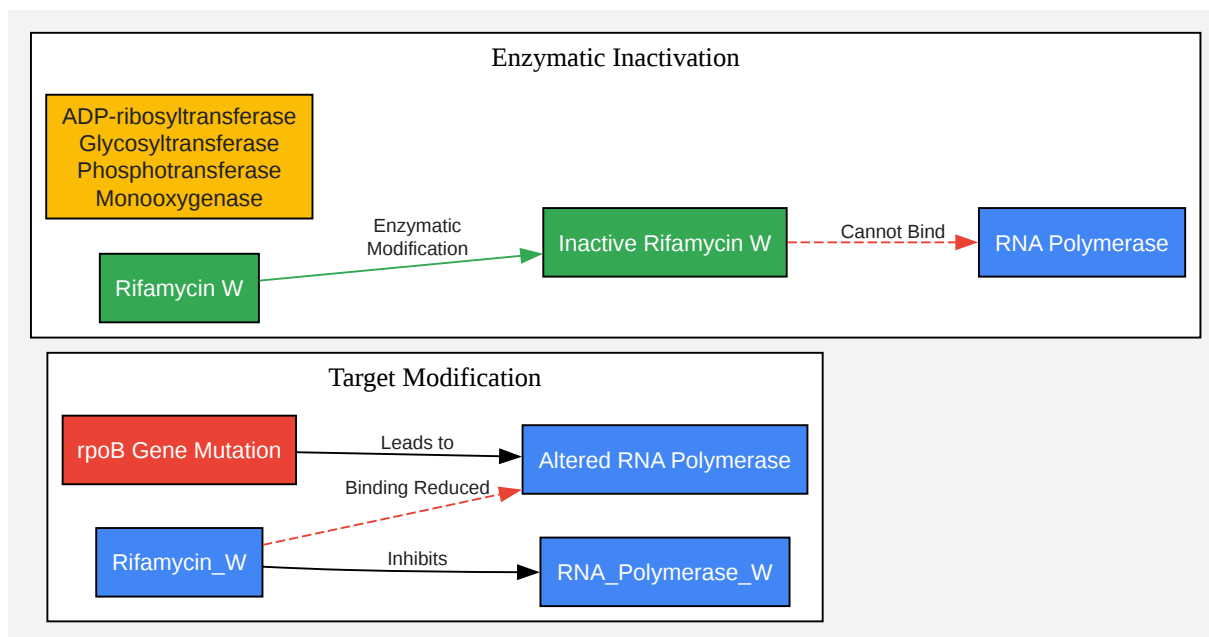 Enzymatic Inactivation
ADP-ribosyltransferase
Glycosyltransferase
Phosphotransferase
Monooxygenase
Rifamycin W
Enzymatic
Modification
Inactive Rifamycin W
Cannot Bind
RNA Polymerase
Target Modification
rpoB Gene Mutation
Leads to
Altered RNA Polymerase
Binding Reduced
Rifamycin_W
Inhibits
RNA_Polymerase_W